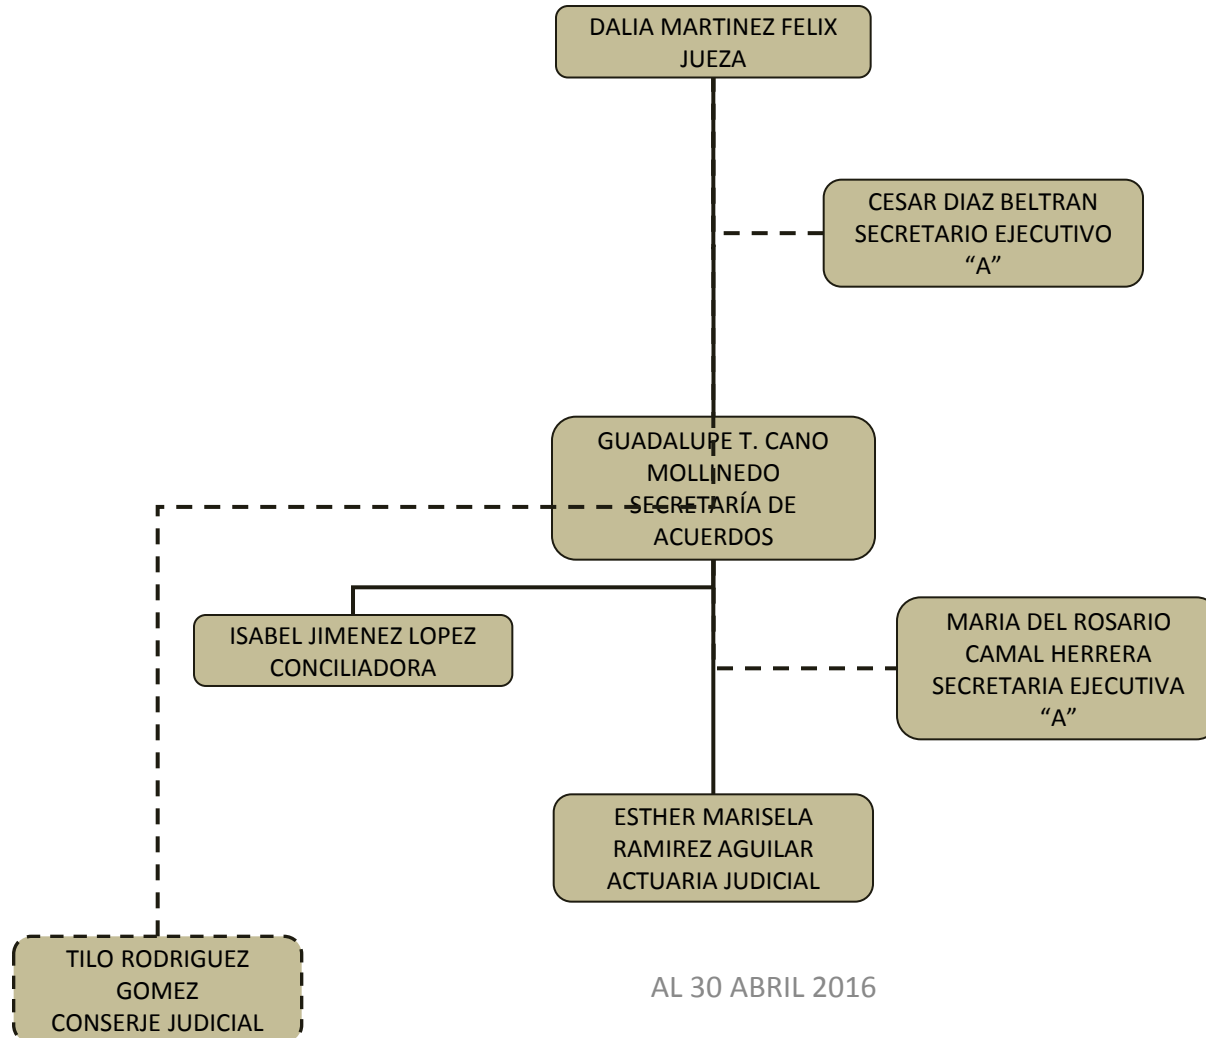 DALIA MARTINEZ FELIX
JUEZA
CESAR DIAZ BELTRAN
SECRETARIO EJECUTIVO
“A”
GUADALUPE T. CANO
MOLLINEDO
SECRETARÍA DE
ACUERDOS
ISABEL JIMENEZ LOPEZ
CONCILIADORA
MARIA DEL ROSARIO
CAMAL HERRERA
SECRETARIA EJECUTIVA
“A”
ESTHER MARISELA
RAMIREZ AGUILAR
ACTUARIA JUDICIAL
TILO RODRIGUEZ
GOMEZ
CONSERJE JUDICIAL
AL 30 ABRIL 2016